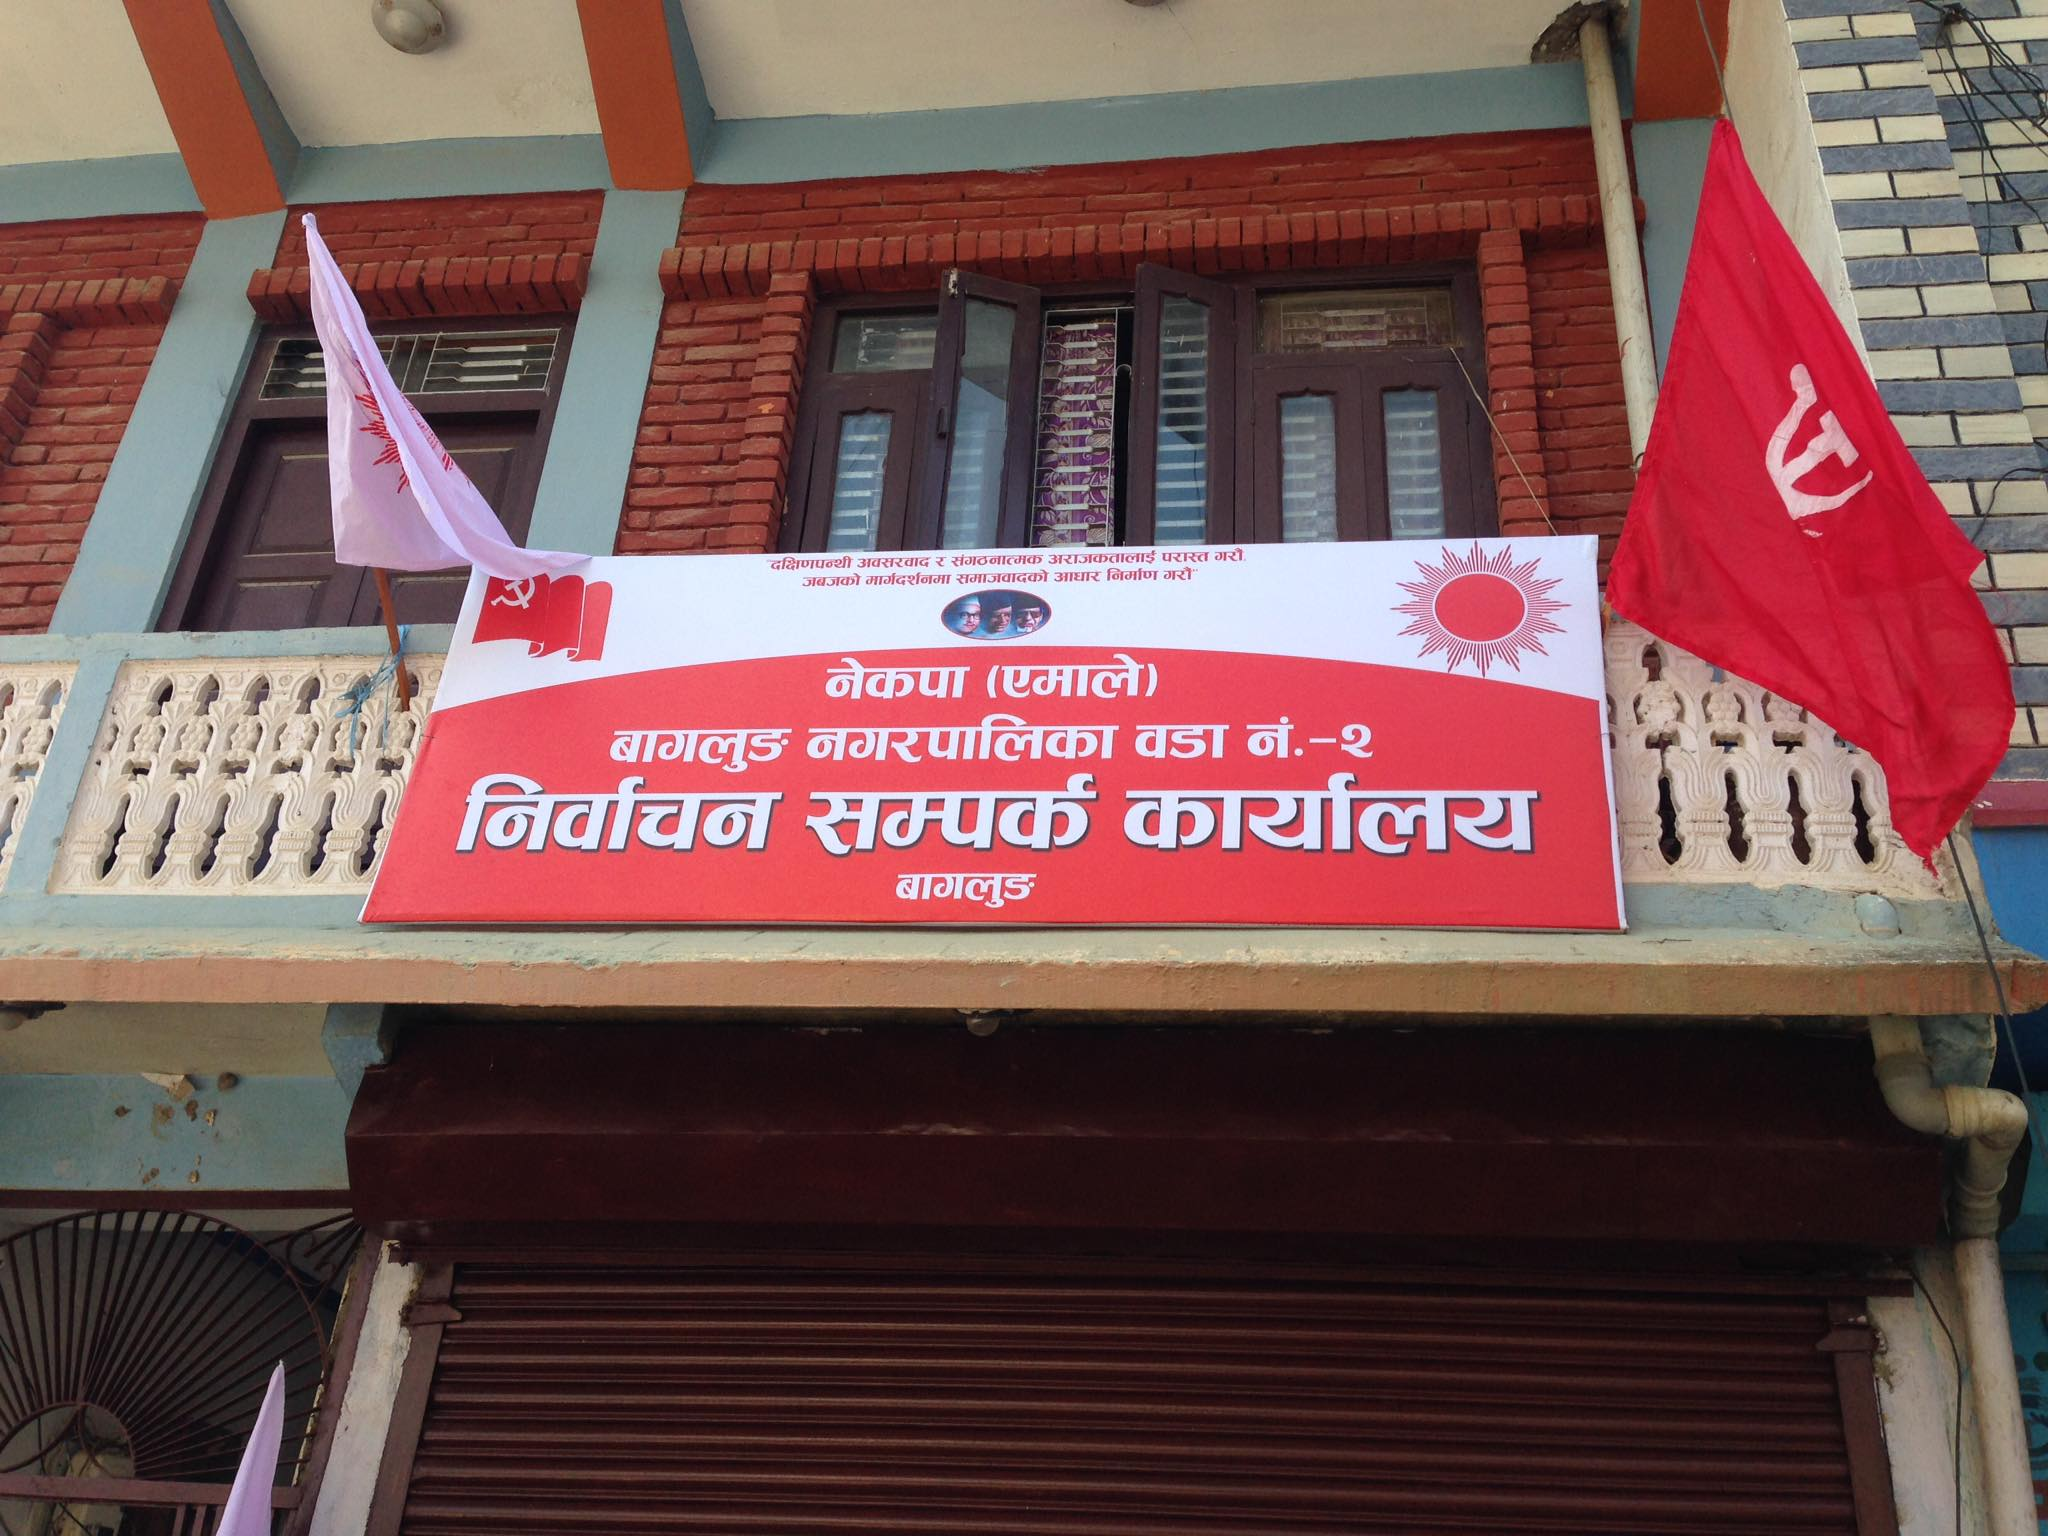 "दक्षिणपन्थी अवसरवाद र संगठनात्मक अराजकतालाई परास्त गरौं,
जबजको मार्गदर्शनमा समाजवादको आधार निर्माण गरौं"
नेकपा (एमाले)
बागलुङ नगरपालिका वडा नं.-२
निर्वाचन सम्पर्क कार्यालय
बागलुङ